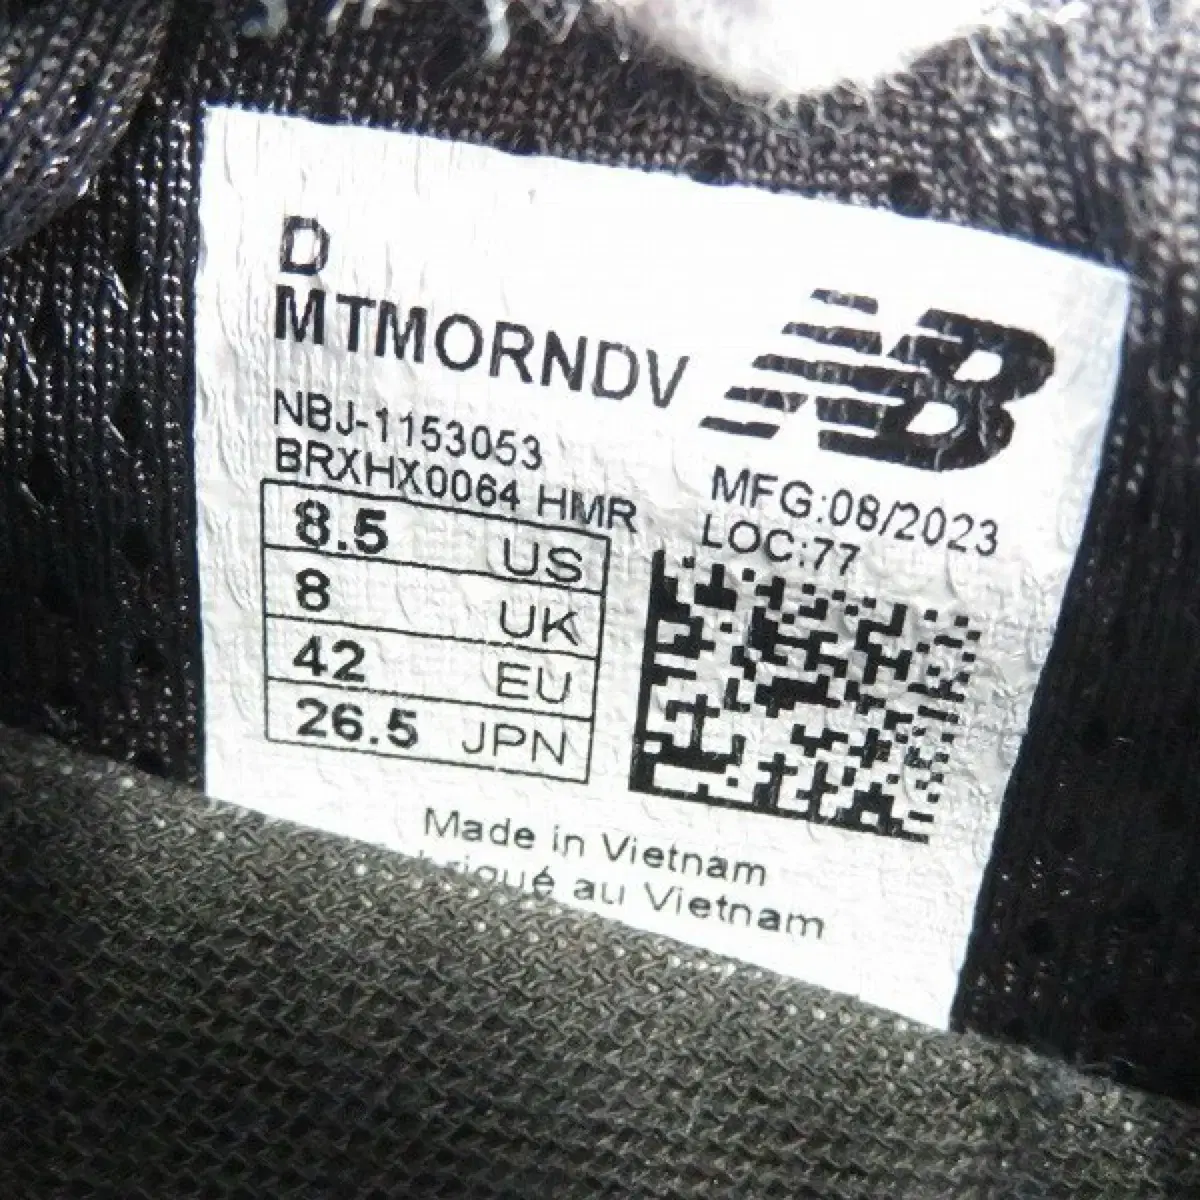 D
MTMORNDV
NB
NBJ-1153053
BRXHX0064 HMR
MFG:08/2023
LOC:77
8.5 US
8 UK
42 EU
26.5 JPN
Made in Vietnam
au Vietnam